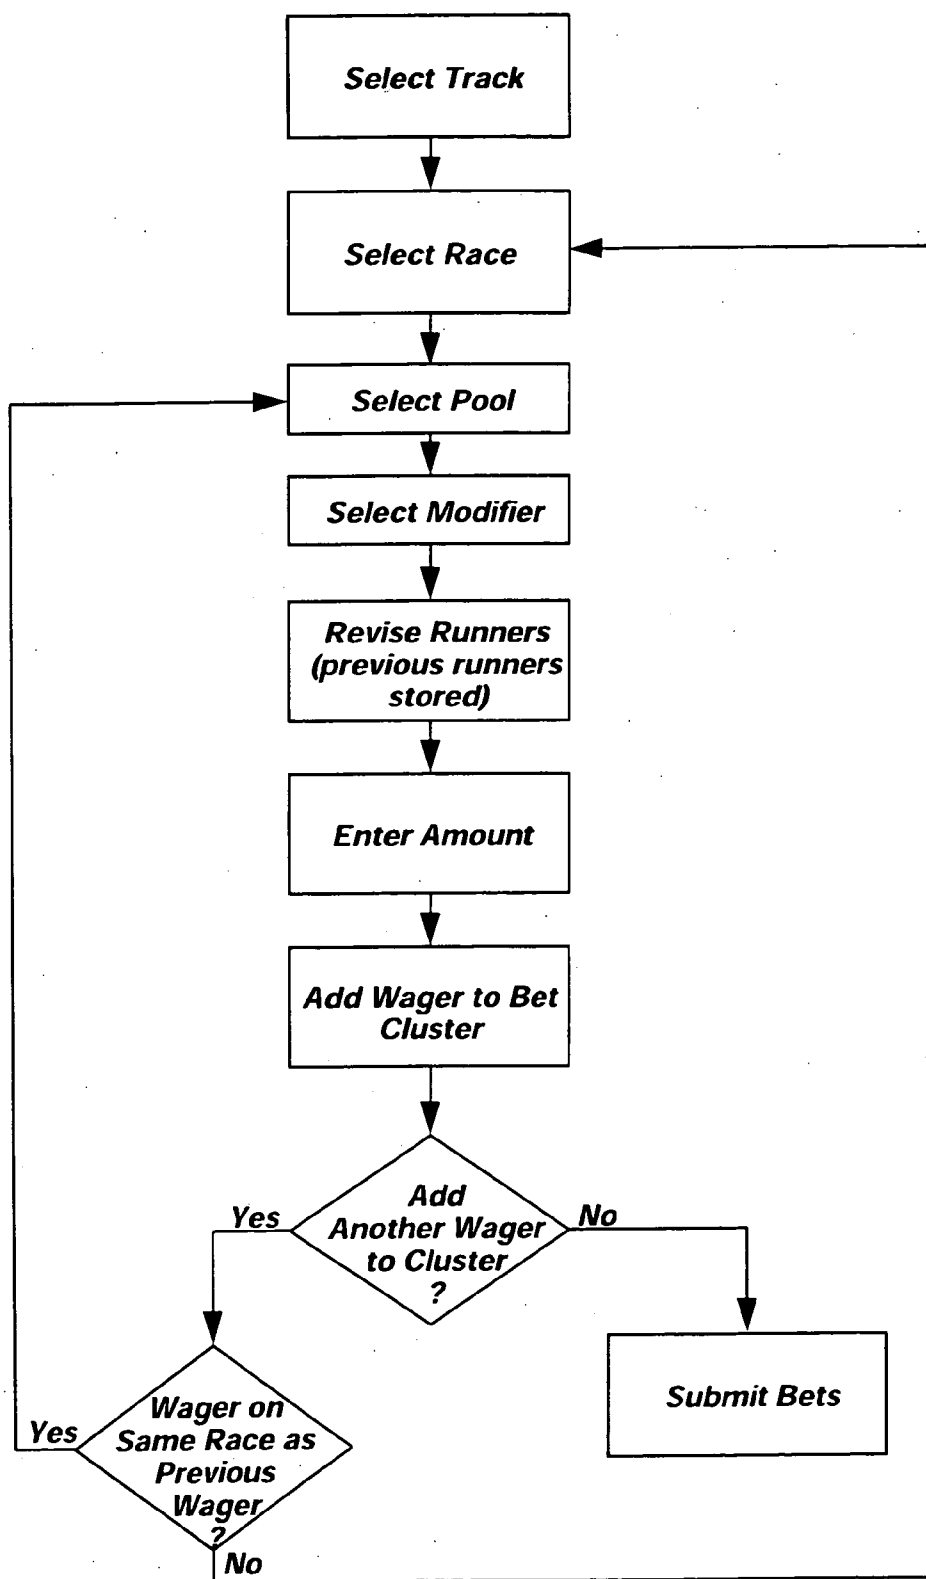 Select Track
Select Race
Select Pool
Select Modifier
Revise Runners
(previous runners
stored)
Enter Amount
Add Wager to Bet
Cluster
Add
Another Wager
to Cluster
?
Yes
No
Submit Bets
Wager on
Same Race as
Previous
Wager
?
Yes
No